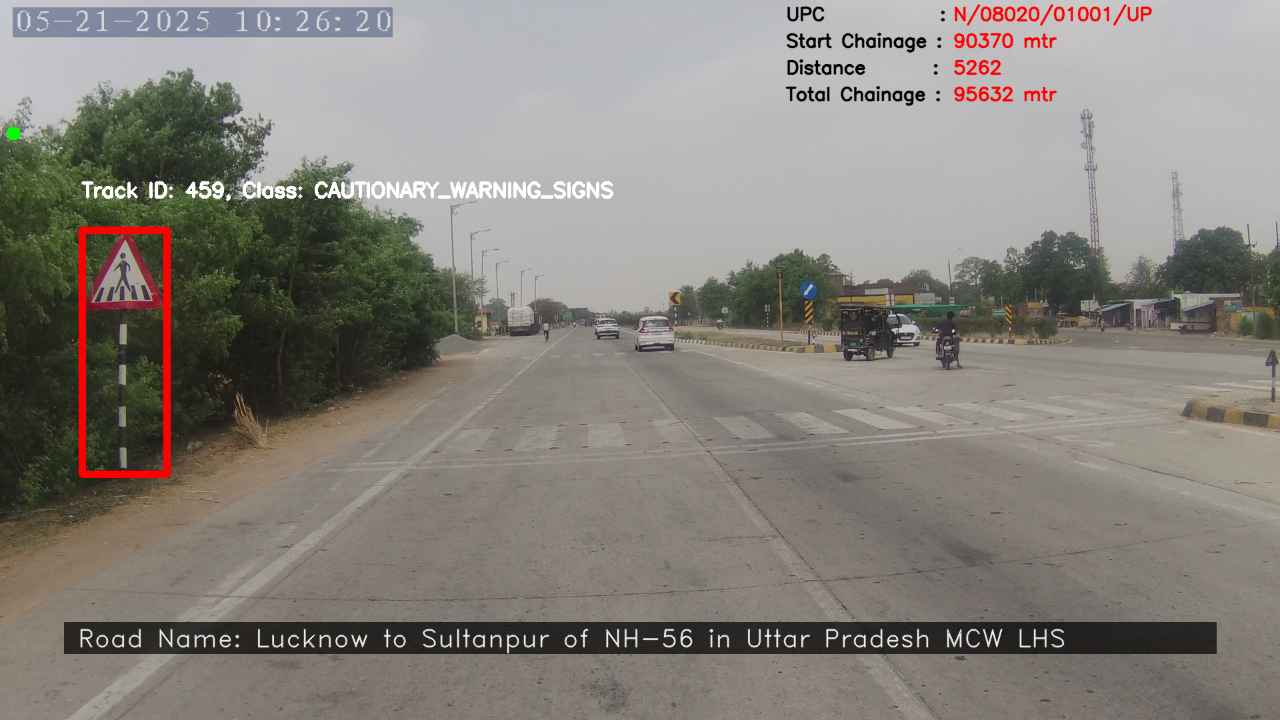 05-21-2025 10:26:20
UPC : N/08020/01001/UP
Start Chainage : 90370 mtr
Distance : 5262
Total Chainage : 95632 mtr
Track ID: 459, Class: CAUTIONARY_WARNING_SIGNS
Road Name: Lucknow to Sultanpur of NH-56 in Uttar Pradesh MCW LHS